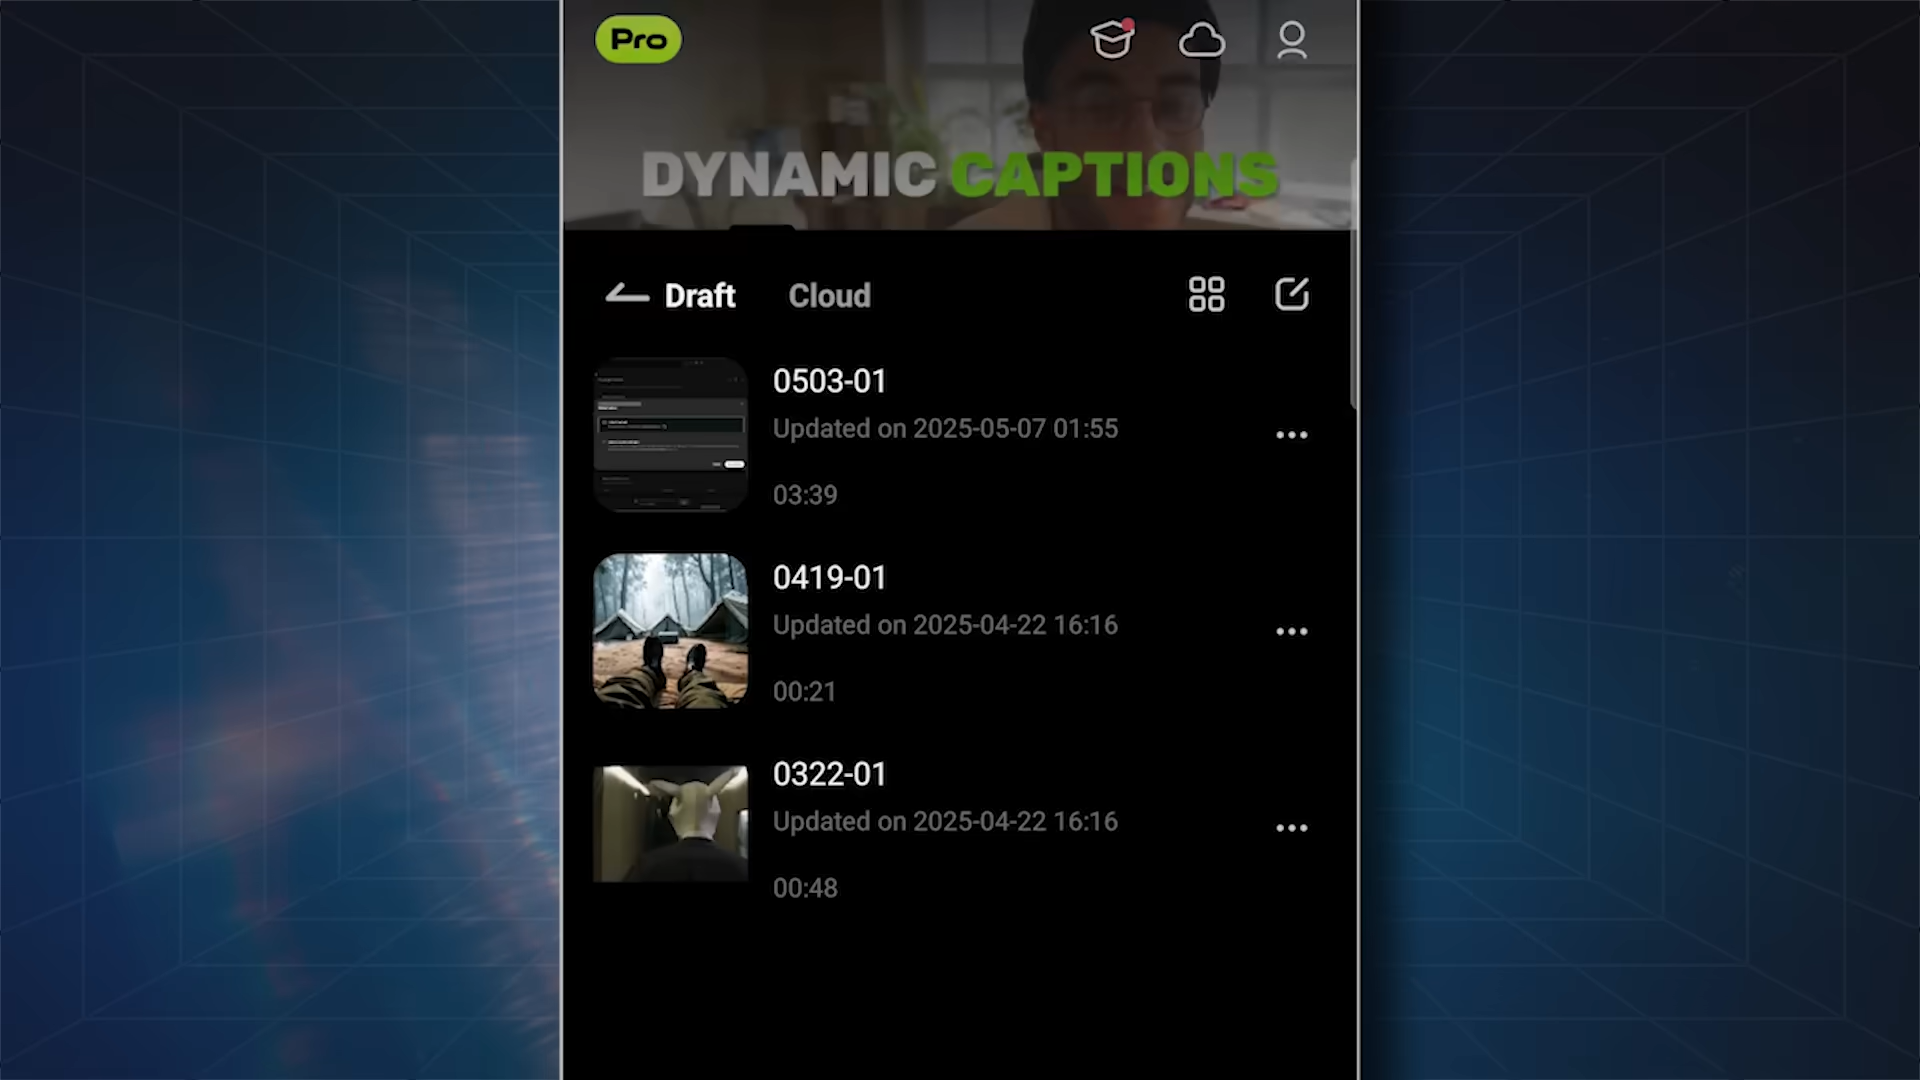 Pro
DYNAMIC CAPTIONS
Draft Cloud
0503-01
Updated on 2025-05-07 01:55
03:39
0419-01
Updated on 2025-04-22 16:16
00:21
0322-01
Updated on 2025-04-22 16:16
00:48